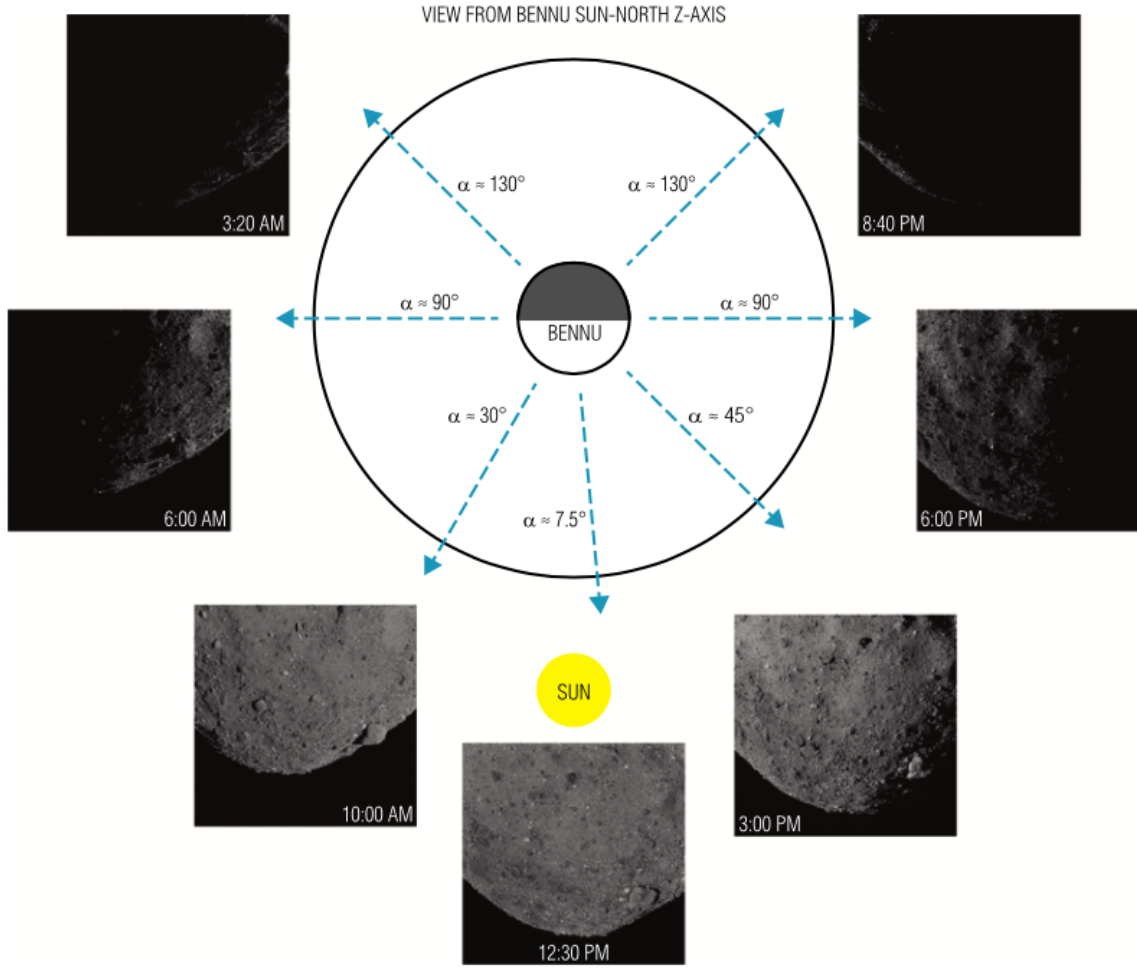 VIEW FROM BENNU SUN-NORTH Z-AXIS
3:20 AM
α ≈ 130°
α ≈ 130°
8:40 PM
α ≈ 90°
α ≈ 90°
BENNU
6:00 AM
α ≈ 30°
α ≈ 45°
6:00 PM
α ≈ 7.5°
10:00 AM
SUN
3:00 PM
12:30 PM